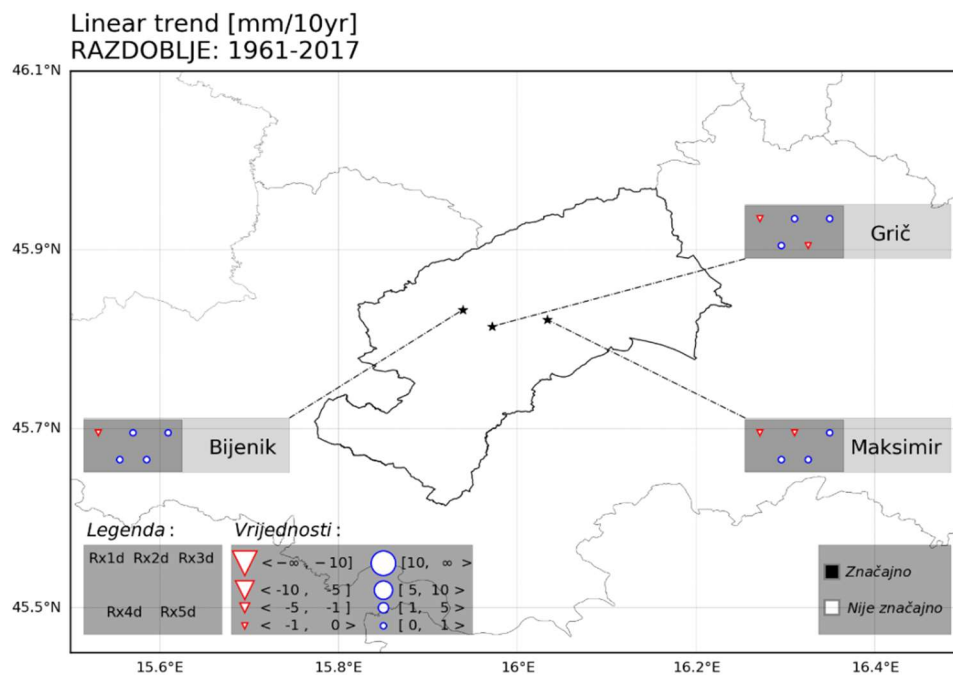 Linear trend [mm/10yr]
RAZDOBLJE: 1961-2017
46.1°N
45.9°N
45.7°N
45.5°N
Grič
Bijenik
Maksimir
Legenda :
Rx1d Rx2d Rx3d
Rx4d Rx5d
Vrijednosti :
< −∞, −10] [10, ∞ >
< -10 , -5 ] [ 5, 10 >
< -5 , -1 ] [ 1, 5 >
< -1 , 0 > [ 0, 1 >
Značajno
Nije značajno
15.6°E 15.8°E 16°E 16.2°E 16.4°E